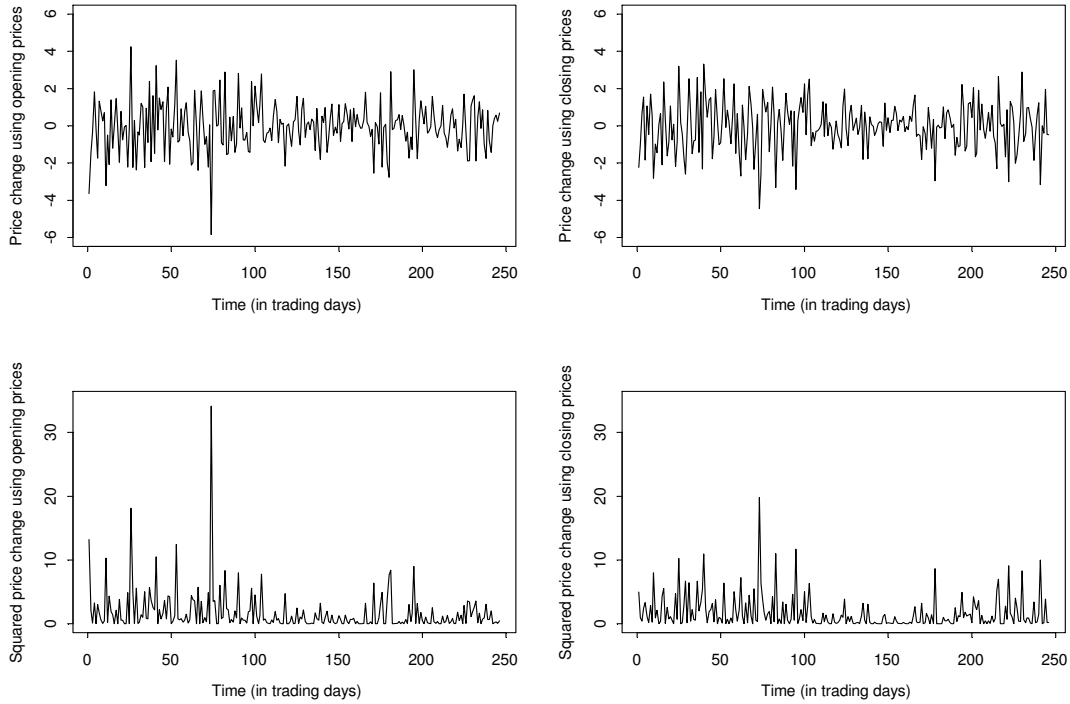 Price change using opening prices
6
4
2
0
-2
-4
-6
0 50 100 150 200 250
Time (in trading days)
Price change using closing prices
6
4
2
0
-2
-4
-6
0 50 100 150 200 250
Time (in trading days)
Squared price change using opening prices
30
20
10
0
0 50 100 150 200 250
Time (in trading days)
Squared price change using closing prices
30
20
10
0
0 50 100 150 200 250
Time (in trading days)